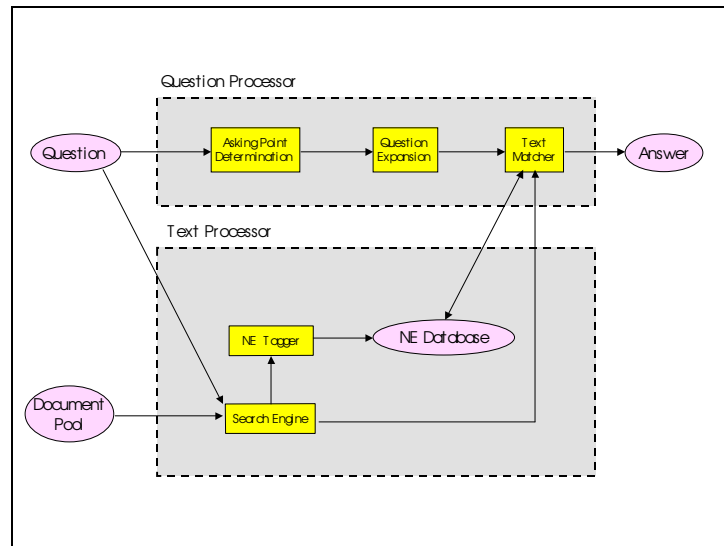 Question Processor
Question
Asking Point
Determination
Question
Expansion
Text
Matcher
Answer
Text Processor
NE Tagger
NE Database
Document
Pool
Search Engine